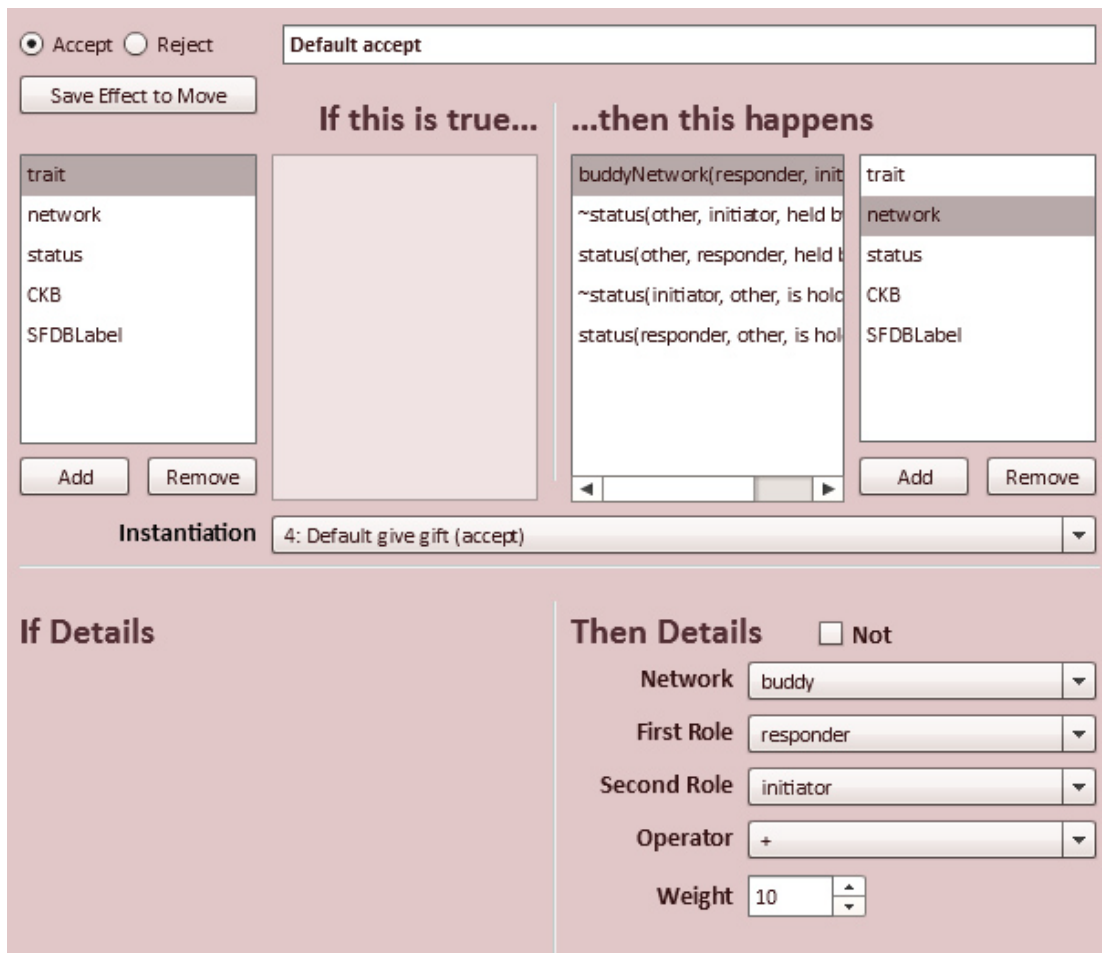 Accept Reject Default accept
Save Effect to Move
If this is true... ...then this happens
trait
network
status
CKB
SFDBLabel
Add Remove
buddyNetwork(responder, init
~status(other, initiator, held b
status(other, responder, held
~status(initiator, other, is hold
status(responder, other, is hol
trait
network
status
CKB
SFDBLabel
Add Remove
Instantiation 4: Default give gift (accept)
If Details
Then Details Not
Network buddy
First Role responder
Second Role initiator
Operator +
Weight 10